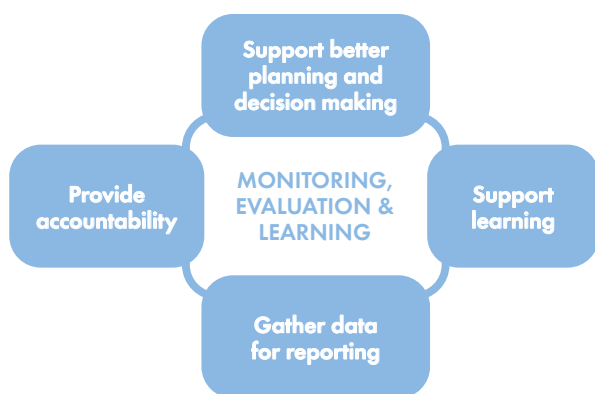 Support better
planning and
decision making
Provide
accountability
MONITORING,
EVALUATION &
LEARNING
Support
learning
Gather data
for reporting